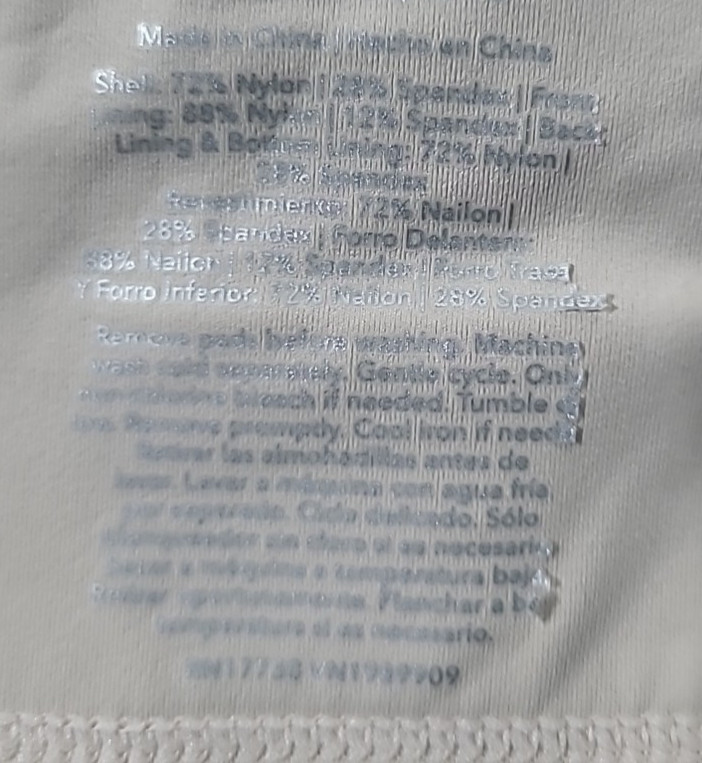 Made in China | Hecho en China
Shell: 72% Nylon | 28% Spandex | Front
Lining: 88% Nylon | 12% Spandex | Back
Lining & Bottom Lining: 72% Nylon |
28% Spandex
Revestimiento: 72% Nailon |
28% Spandex | Forro Delantero:
88% Nailon | 12% Spandex | Forro Trase
Y Forro Inferior: 72% Nailon | 28% Spandex
Remove pads before washing. Machine
wash cold separately. Gentle cycle. Only
non-chlorine bleach if needed. Tumble
low. Remove promptly. Cool iron if need
Retirar las almohadillas antes de
lavar. Lavar a máquina con agua fría
por separado. Ciclo delicado. Sólo
blanqueador sin cloro si es necesario
Secar a máquina a temperatura baja
Retirar oportunamente. Planchar a ba
temperatura si es necesario.